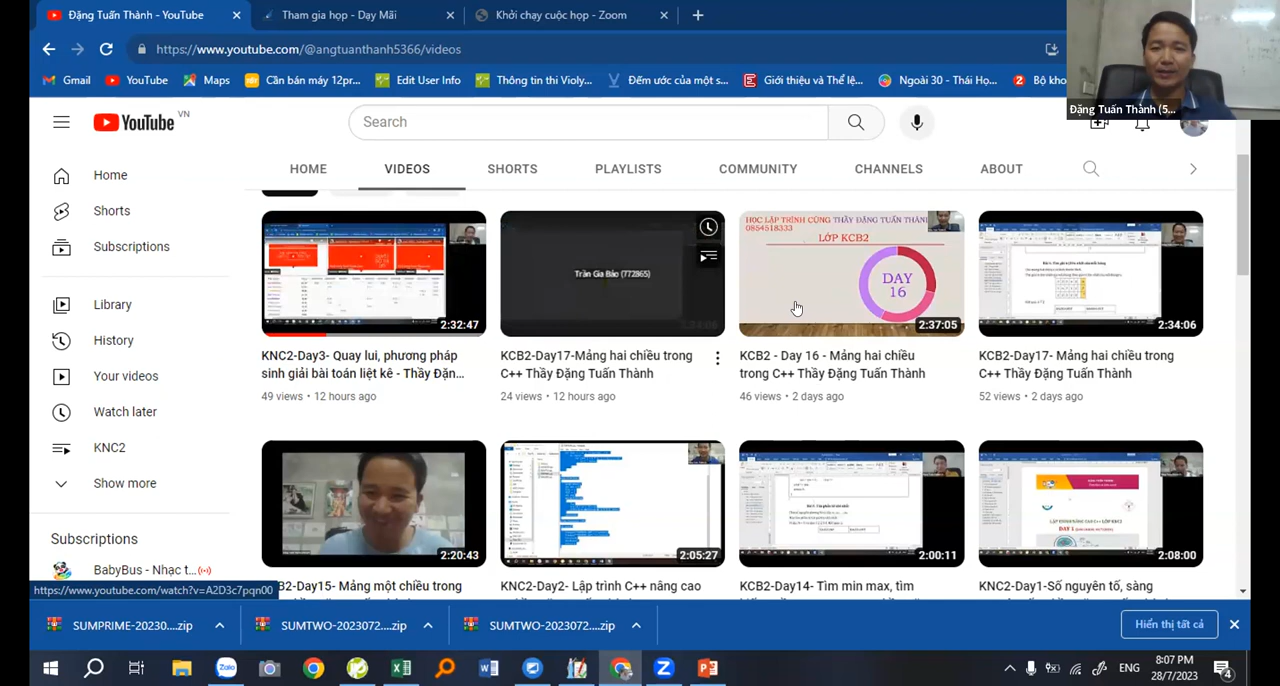 Đặng Tuấn Thành - YouTube
Tham gia họp - Dạy Mãi
Khởi chạy cuộc họp - Zoom
https://www.youtube.com/@angtuanthanh5366/videos
Gmail
YouTube
Maps
Cần bán máy 12pr...
Edit User Info
Thông tin thi Violy...
Đếm ước của một s...
Giới thiệu và Thể lệ...
Ngoài 30 - Thái Họ...
Bộ kho
Đặng Tuấn Thành (5...
YouTube VN
Search
HOME
VIDEOS
SHORTS
PLAYLISTS
COMMUNITY
CHANNELS
ABOUT
Home
Shorts
Subscriptions
Library
History
Your videos
Watch later
KNC2
Show more
Subscriptions
BabyBus - Nhạc t...
2:32:47
KNC2-Day3- Quay lui, phương pháp
sinh giải bài toán liệt kê - Thầy Đặn...
49 views • 12 hours ago
Trần Gia Bảo (772865)
KCB2-Day17-Mảng hai chiều trong
C++ Thầy Đặng Tuấn Thành
24 views • 12 hours ago
HỌC LẬP TRÌNH CÙNG THẦY ĐẶNG TUẤN THÀNH
0854518333
LỚP KCB2
DAY
16
2:37:05
KCB2 - Day 16 - Mảng hai chiều
trong C++ Thầy Đặng Tuấn Thành
46 views • 2 days ago
2:34:06
KCB2-Day17- Mảng hai chiều trong
C++ Thầy Đặng Tuấn Thành
52 views • 2 days ago
2:20:43
KCB2-Day15- Mảng một chiều trong
2:05:27
KNC2-Day2- Lập trình C++ nâng cao
2:00:11
KCB2-Day14- Tìm min max, tìm
DAY 1
2:08:00
KNC2-Day1-Số nguyên tố, sàng
https://www.youtube.com/watch?v=A2D3c7pqn00
SUMPRIME-20230....zip
SUMTWO-2023072....zip
SUMTWO-2023072....zip
Hiển thị tất cả
Zalo
ENG
8:07 PM
28/7/2023
4